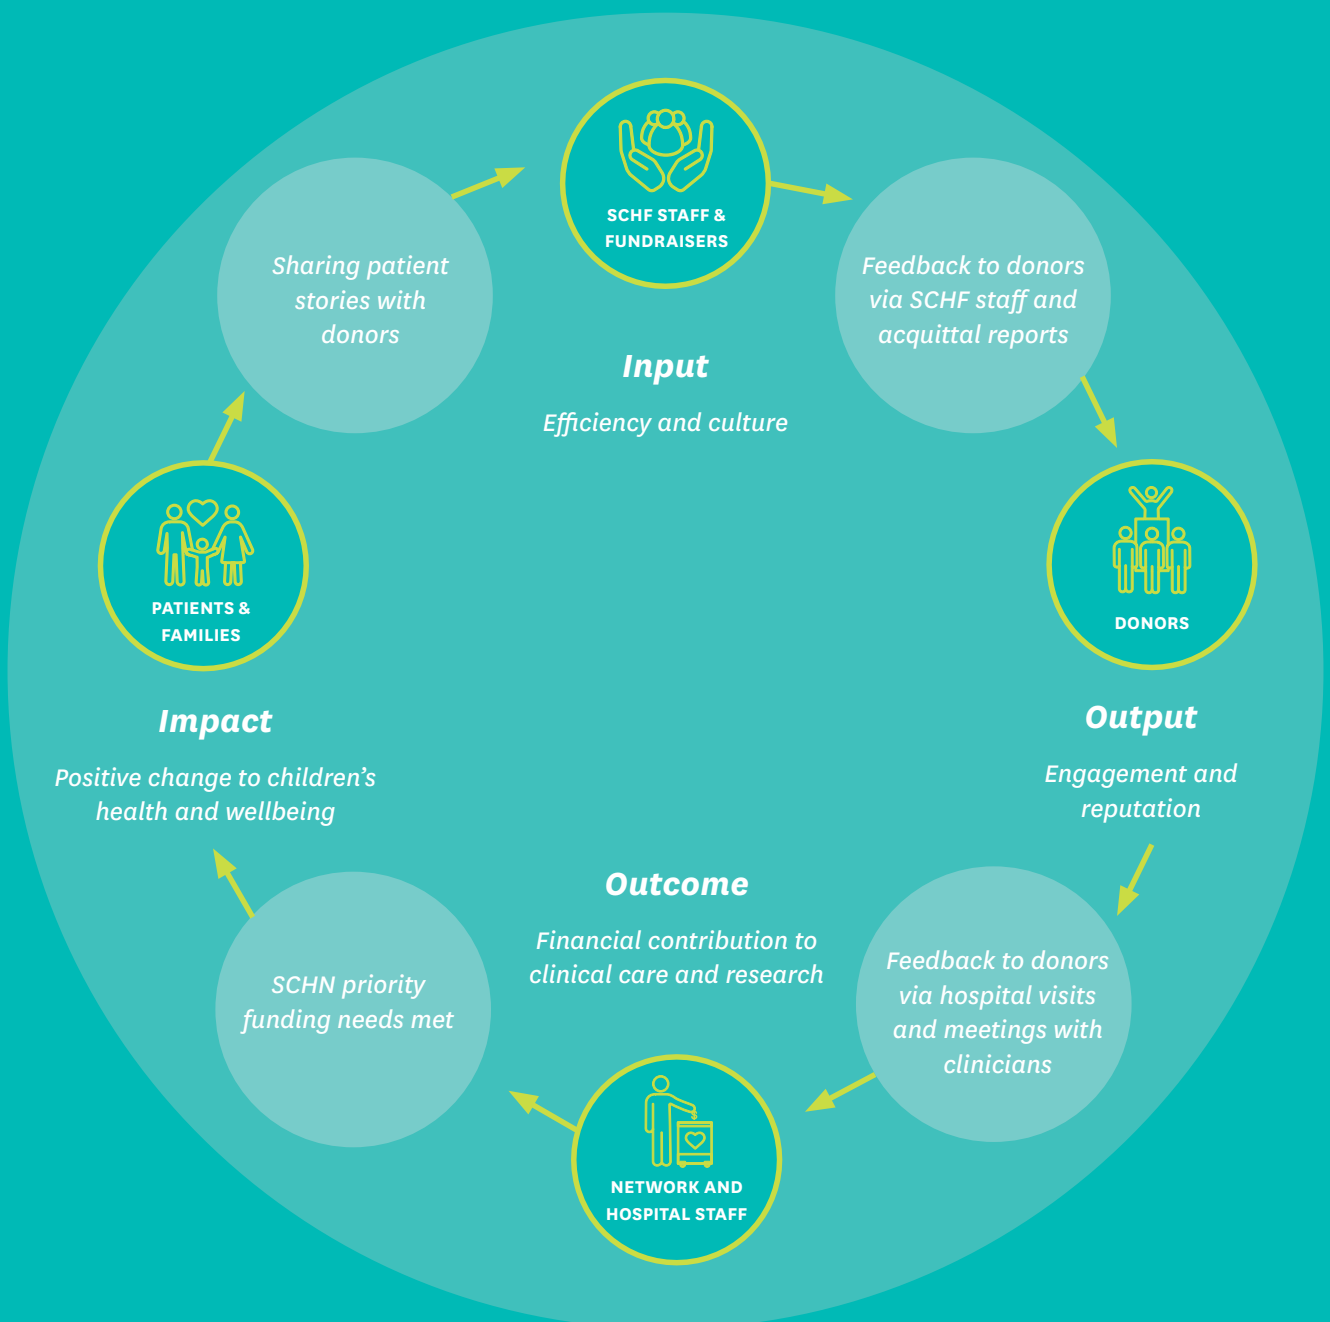 SCHF STAFF &
FUNDRAISERS
Input
Efficiency and culture
Feedback to donors
via SCHF staff and
acquittal reports
DONORS
Output
Engagement and
reputation
Feedback to donors
via hospital visits
and meetings with
clinicians
Outcome
Financial contribution to
clinical care and research
$
NETWORK AND
HOSPITAL STAFF
SCHN priority
funding needs met
PATIENTS &
FAMILIES
Impact
Positive change to children’s
health and wellbeing
Sharing patient
stories with
donors